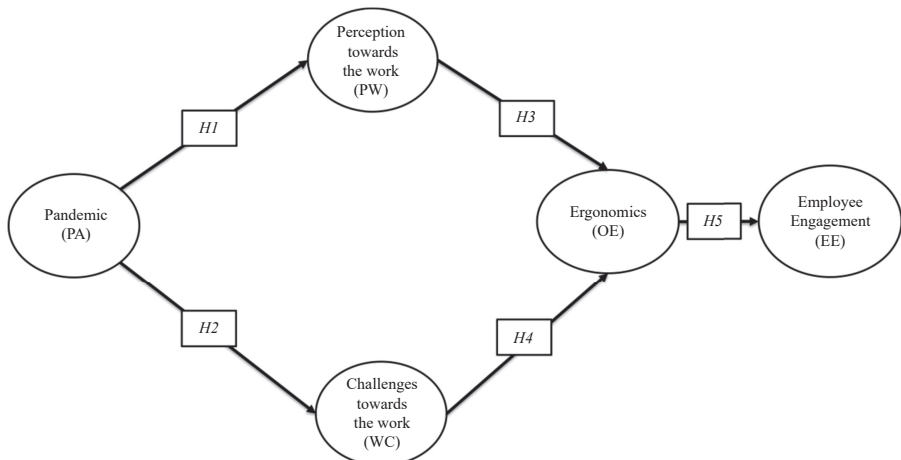 Perception
towards
the work
(PW)
H1
H3
Pandemic
(PA)
Ergonomics
(OE)
H5
Employee
Engagement
(EE)
H2
H4
Challenges
towards
the work
(WC)